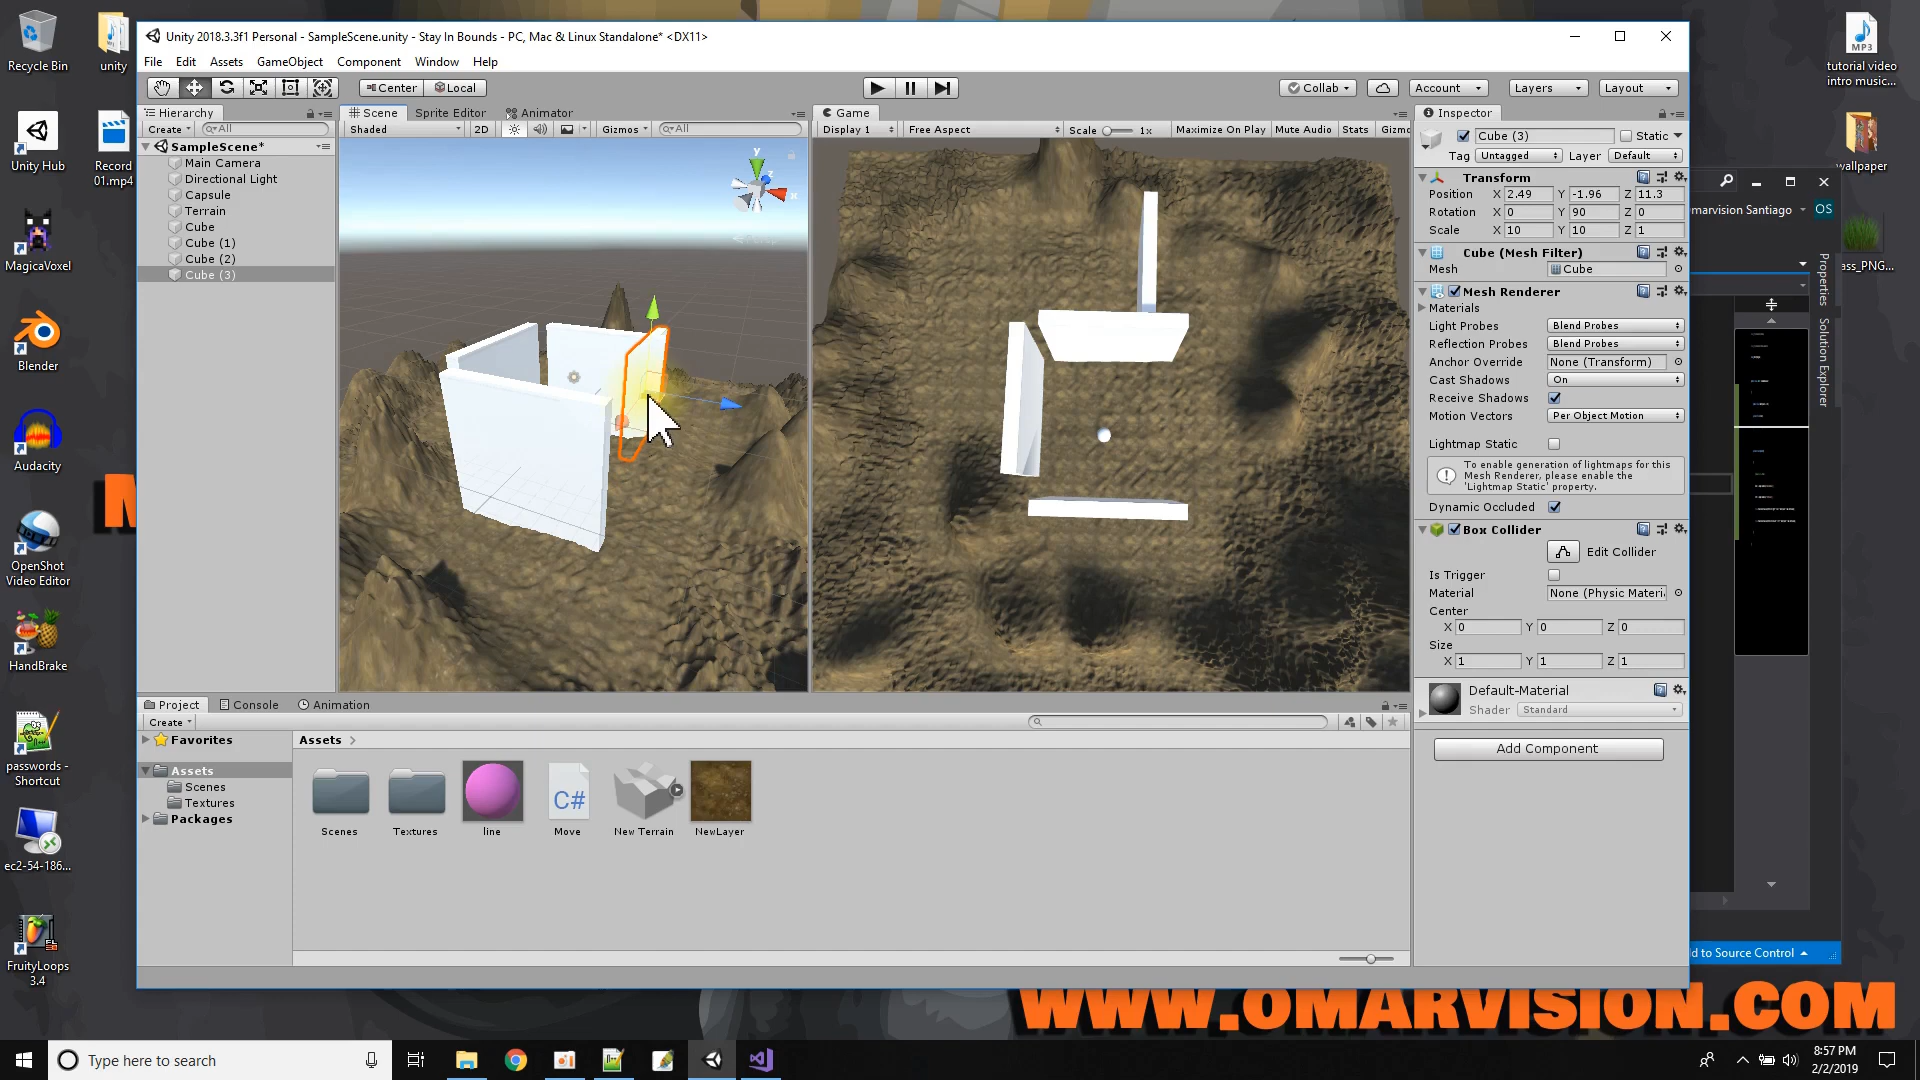 Recycle Bin
unity
Unity Hub
Record
01.mp4
MagicaVoxel
Blender
Audacity
OpenShot
Video Editor
HandBrake
passwords -
Shortcut
ec2-54-186...
FruityLoops
3.4
Unity 2018.3.3f1 Personal - SampleScene.unity - Stay In Bounds - PC, Mac & Linux Standalone* <DX11>
File Edit Assets GameObject Component Window Help
Center Local
Collab Account Layers Layout
Hierarchy
Create All
SampleScene*
Main Camera
Directional Light
Capsule
Terrain
Cube
Cube (1)
Cube (2)
Cube (3)
Scene Sprite Editor Animator
Shaded 2D Gizmos All
y
x
z
Game
Display 1 Free Aspect Scale 1x Maximize On Play Mute Audio Stats Gizmo
Inspector
Cube (3) Static
Tag Untagged Layer Default
Transform
Position X 2.49 Y -1.96 Z 11.3
Rotation X 0 Y 90 Z 0
Scale X 10 Y 10 Z 1
Cube (Mesh Filter)
Mesh Cube
Mesh Renderer
Materials
Light Probes Blend Probes
Reflection Probes Blend Probes
Anchor Override None (Transform)
Cast Shadows On
Receive Shadows
Motion Vectors Per Object Motion
Lightmap Static
To enable generation of lightmaps for this
Mesh Renderer, please enable the
'Lightmap Static' property.
Dynamic Occluded
Box Collider
Edit Collider
Is Trigger
Material None (Physic Materi
Center
X 0 Y 0 Z 0
Size
X 1 Y 1 Z 1
Default-Material
Shader Standard
Add Component
Project Console Animation
Create
Favorites
Assets
Scenes
Textures
Packages
Assets
Scenes
Textures
line
C#
Move
New Terrain
NewLayer
tutorial video
intro music...
MP3
wallpaper
ass_PNG...
marvision Santiago OS
Properties
Solution Explorer
d to Source Control
M
WWW.OMARVISION.COM
Type here to search
8:57 PM
2/2/2019